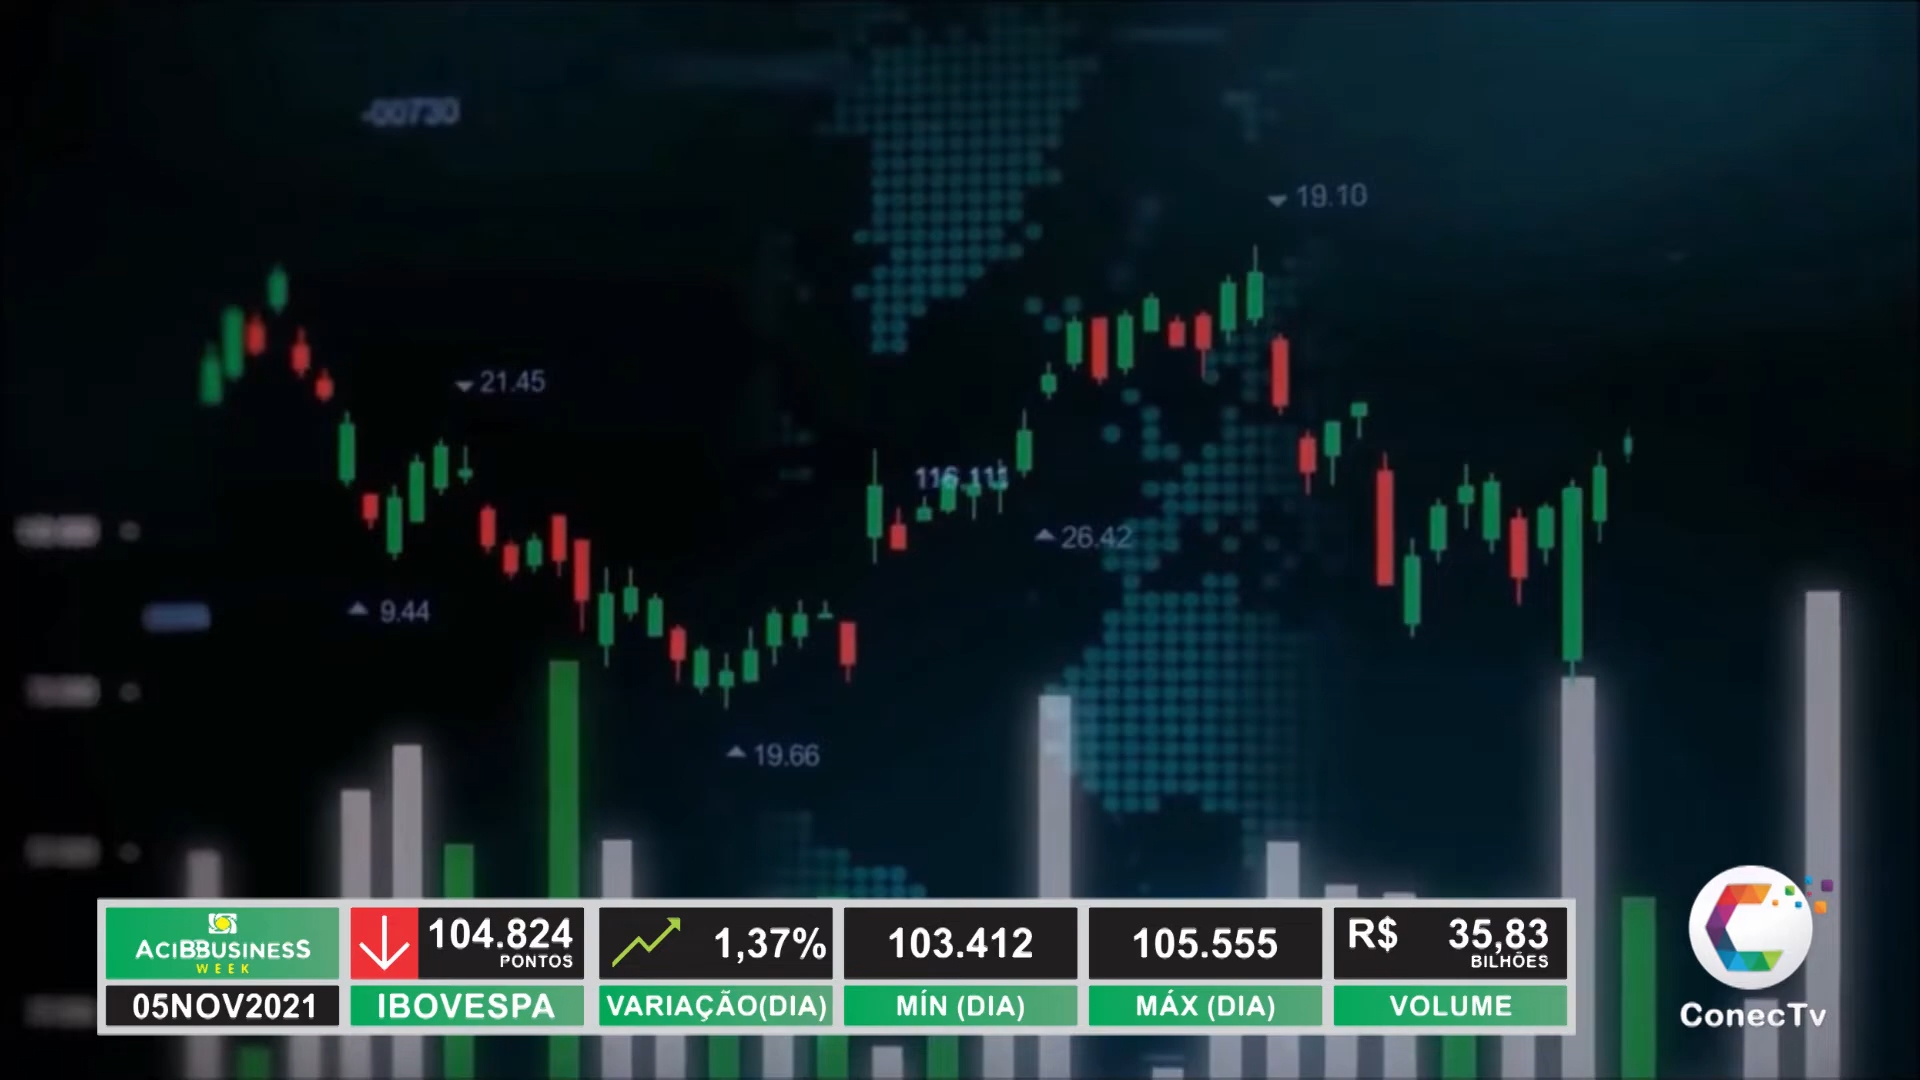 -00730
19.10
21.45
116.111
26.42
9.44
19.66
ACIBBUSINESS
WEEK
05NOV2021
104.824
PONTOS
IBOVESPA
1,37%
VARIAÇÃO(DIA)
103.412
MÍN (DIA)
105.555
MÁX (DIA)
R$ 35,83
BILHÕES
VOLUME
ConecTv